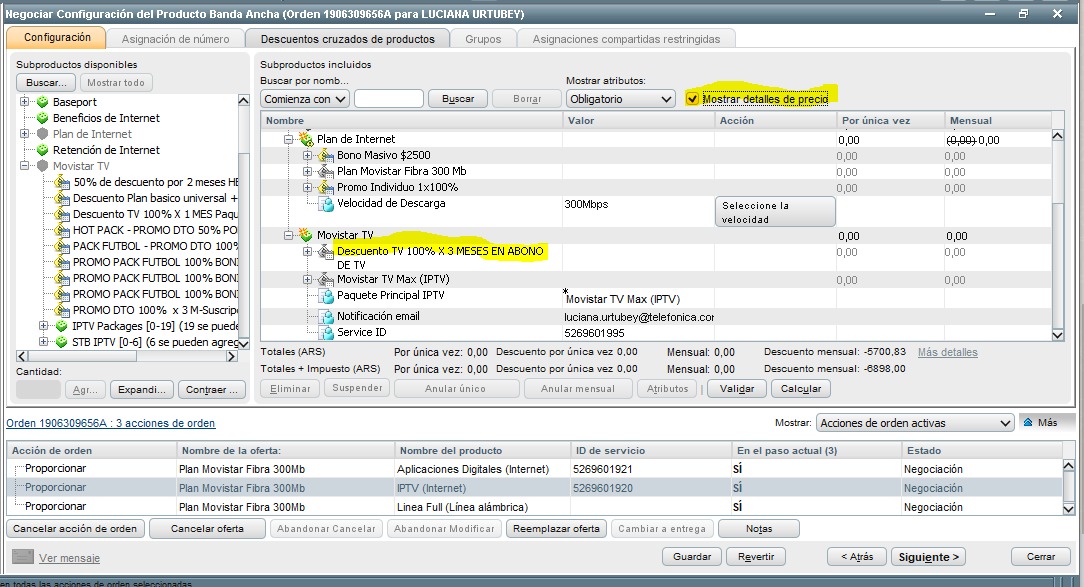 Negociar Configuración del Producto Banda Ancha (Orden 1906309656A para LUCIANA URTUBEY)
Configuración Asignación de número Descuentos cruzados de productos Grupos Asignaciones compartidas restringidas
Subproductos disponibles
Buscar... Mostrar todo
Baseport
Beneficios de Internet
Plan de Internet
Retención de Internet
Movistar TV
50% de descuento por 2 meses HB
Descuento Plan basico universal +
Descuento TV 100% X 1 MES Paqu
HOT PACK - PROMO DTO 50% PO
PACK FUTBOL - PROMO DTO 100%
PROMO PACK FUTBOL 100% BONI
PROMO PACK FUTBOL 100% BONI
PROMO PACK FUTBOL 100% BONI
PROMO DTO 100% x 3 M-Suscrip
IPTV Packages [0-19] (19 se puede
STB IPTV [0-6] (6 se pueden agreg
Cantidad:
Agr... Expandi... Contraer ...
Subproductos incluidos
Buscar por nomb... Mostrar atributos:
Comienza con Buscar Borrar Obligatorio Mostrar detalles de precio
Nombre Valor Acción Por única vez Mensual
Plan de Internet 0,00 (0,00) 0,00
Bono Masivo $2500 0,00 0,00
Plan Movistar Fibra 300 Mb 0,00 0,00
Promo Individuo 1x100% 0,00 0,00
Velocidad de Descarga 300Mbps Seleccione la
velocidad
Movistar TV 0,00 0,00
Descuento TV 100% X 3 MESES EN ABONO 0,00 0,00
DE TV
Movistar TV Max (IPTV) 0,00 0,00
Paquete Principal IPTV * Movistar TV Max (IPTV)
Notificación email luciana.urtubey@telefonica.cor
Service ID 5269601995
Totales (ARS) Por única vez: 0,00 Descuento por única vez 0,00 Mensual: 0,00 Descuento mensual: -5700,83 Más detalles
Totales + Impuesto (ARS) Por única vez: 0,00 Descuento por única vez 0,00 Mensual: 0,00 Descuento mensual: -6898,00
Eliminar Suspender Anular único Anular mensual Atributos | Validar Calcular
Orden 1906309656A : 3 acciones de orden Mostrar: Acciones de orden activas Más
Acción de orden Nombre de la oferta: Nombre del producto ID de servicio En el paso actual (3) Estado
Proporcionar Plan Movistar Fibra 300Mb Aplicaciones Digitales (Internet) 5269601921 SÍ Negociación
Proporcionar Plan Movistar Fibra 300Mb IPTV (Internet) 5269601920 SÍ Negociación
Proporcionar Plan Movistar Fibra 300Mb Linea Full (Línea alámbrica) SÍ Negociación
Cancelar acción de orden Cancelar oferta Abandonar Cancelar Abandonar Modificar Reemplazar oferta Cambiar a entrega Notas
Ver mensaje Guardar Revertir < Atrás Siguiente > Cerrar
en todas las acciones de orden seleccionadas